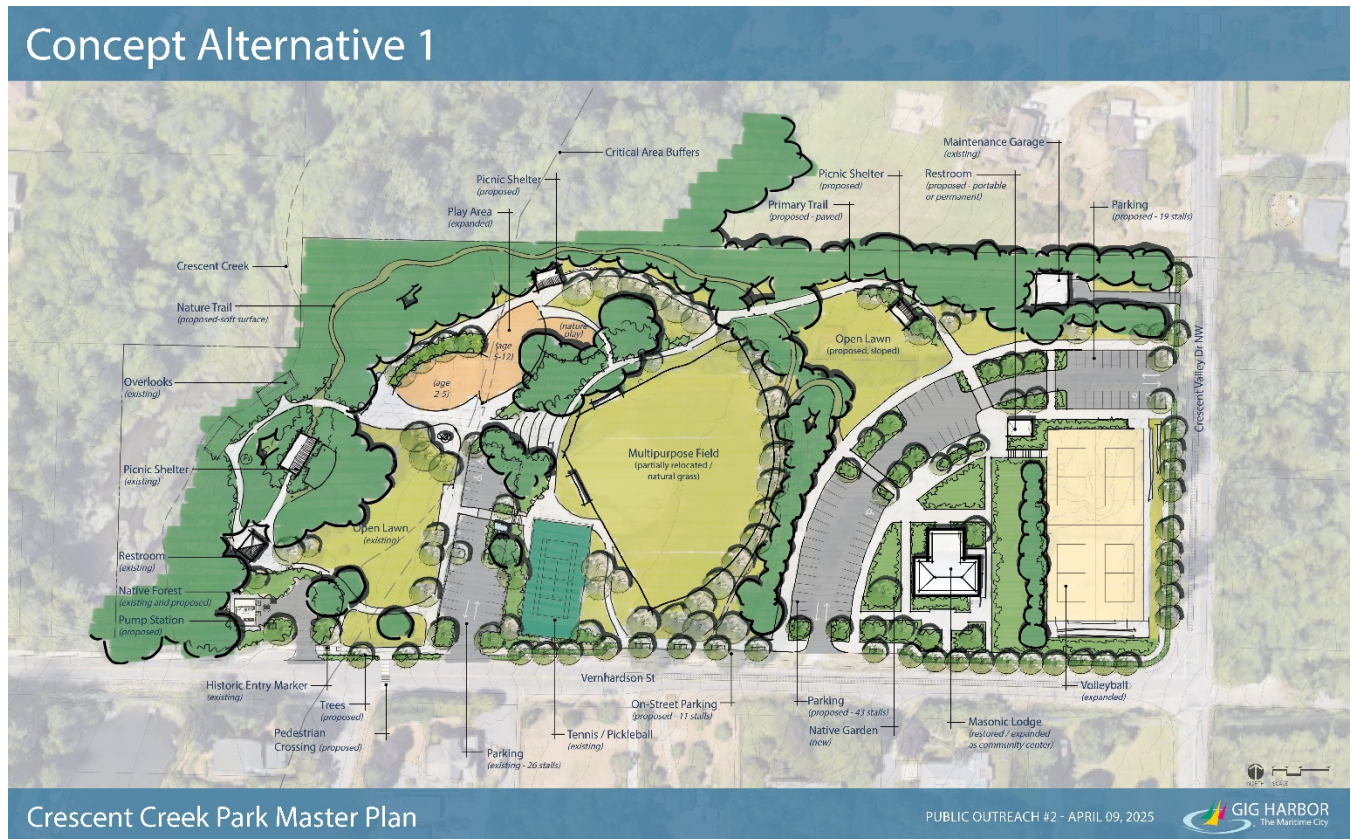 Concept Alternative 1
Critical Area Buffers
Maintenance Garage
(existing)
Picnic Shelter
(proposed)
Picnic Shelter
(proposed)
Restroom
(proposed - portable
or permanent)
Play Area
(expanded)
Primary Trail
(proposed - paved)
Parking
(proposed - 19 stalls)
Crescent Creek
Nature Trail
(proposed-soft surface)
(nature
play)
(age
5-12)
Open Lawn
(proposed, sloped)
Crescent Valley Dr NW
Overlooks
(existing)
(age
2-5)
Multipurpose Field
(partially relocated /
natural grass)
Picnic Shelter
(existing)
Open Lawn
(existing)
Restroom
(existing)
Native Forest
(existing and proposed)
Pump Station
(proposed)
Vernhardson St
Historic Entry Marker
(existing)
Trees
(proposed)
Pedestrian
Crossing (proposed)
Parking
(existing - 26 stalls)
Tennis / Pickleball
(existing)
On-Street Parking
(proposed - 11 stalls)
Parking
(proposed - 43 stalls)
Native Garden
(new)
Masonic Lodge
(restored / expanded
as community center)
Volleyball
(expanded)
NORTH SCALE
Crescent Creek Park Master Plan
PUBLIC OUTREACH #2 - APRIL 09, 2025
GIG HARBOR
The Maritime City